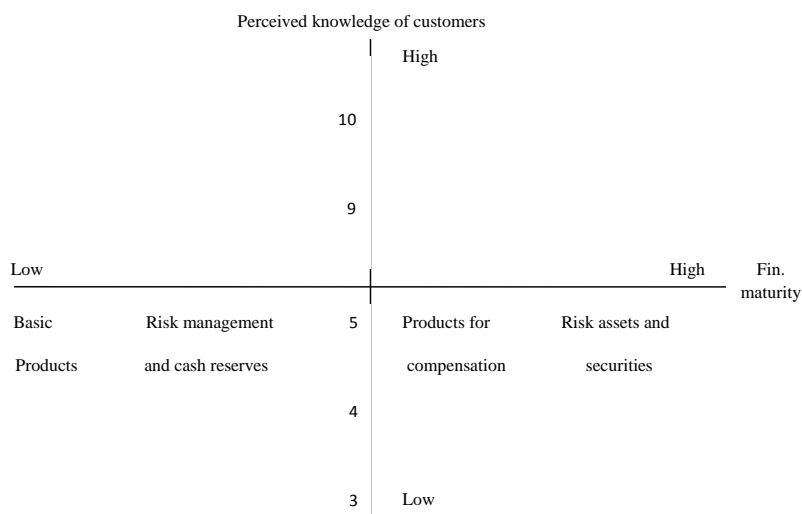 Perceived knowledge of customers
High
10
9
Low High Fin.
maturity
Basic Risk management 5 Products for Risk assets and
Products and cash reserves compensation securities
4
3 Low